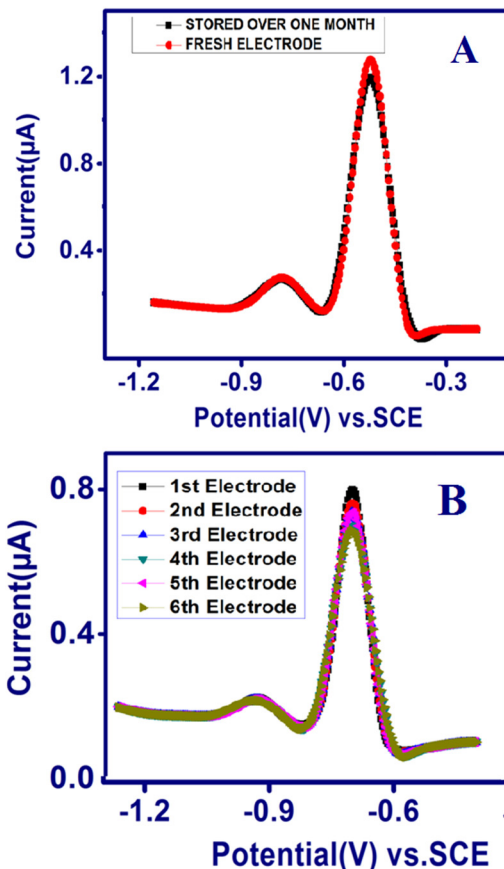 STORED OVER ONE MONTH
FRESH ELECTRODE
A
1.2
0.8
0.4
Current(μA)
-1.2 -0.9 -0.6 -0.3
Potential(V) vs.SCE
B
1st Electrode
2nd Electrode
3rd Electrode
4th Electrode
5th Electrode
6th Electrode
0.8
0.4
0.0
Current(μA
-1.2 -0.9 -0.6
Potential(V) vs.SCE